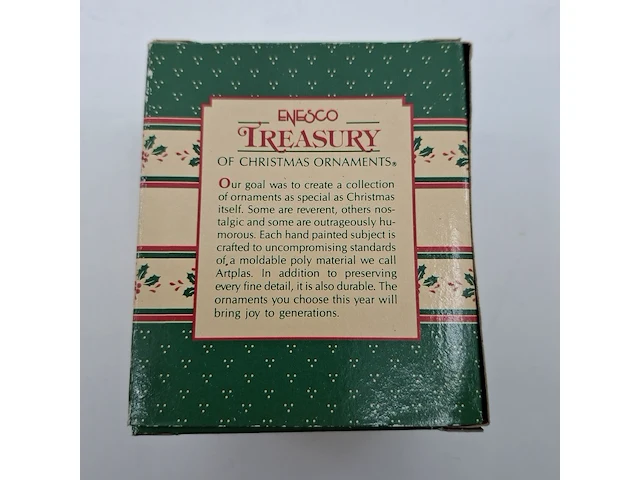 ENESCO
TREASURY
OF CHRISTMAS ORNAMENTS®
Our goal was to create a collection
of ornaments as special as Christmas
itself. Some are reverent, others nos-
talgic and some are outrageously hu-
morous. Each hand painted subject is
crafted to uncompromising standards
of a moldable poly material we call
Artplas. In addition to preserving
every fine detail, it is also durable. The
ornaments you choose this year will
bring joy to generations.